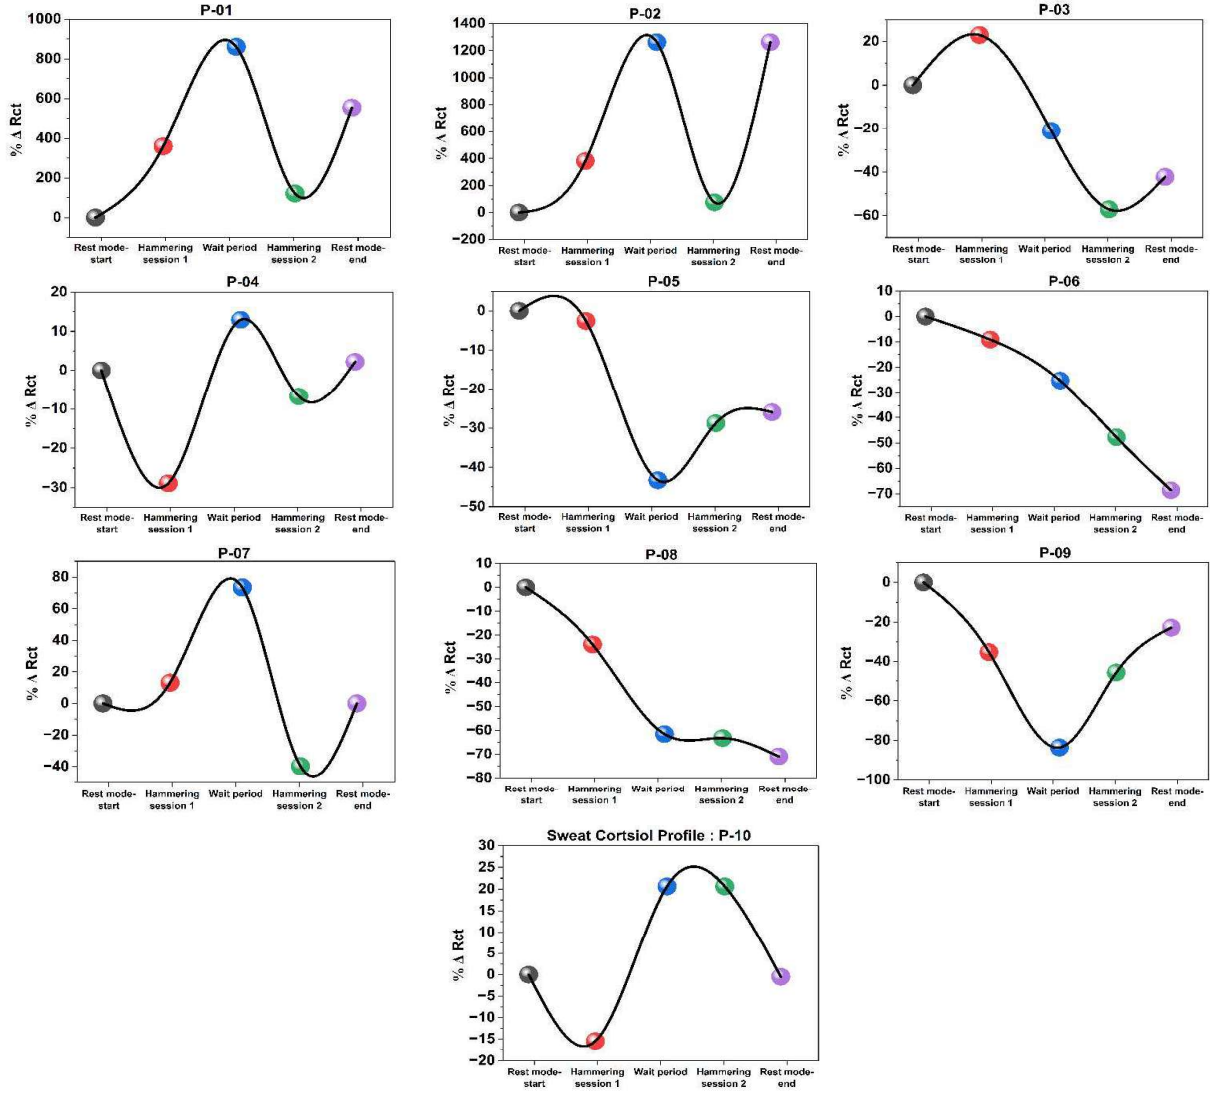 P-01
1000
800
600
400
200
0
% Δ Rct
Rest mode- Hammering Wait period Hammering Rest mode-
start session 1 session 2 end
P-02
1400
1200
1000
800
600
400
200
0
−200
% Δ Rct
Rest mode- Hammering Wait period Hammering Rest mode-
start session 1 session 2 end
P-03
20
0
−20
−40
−60
% Δ Rct
Rest mode- Hammering Wait period Hammering Rest mode-
start session 1 session 2 end
P-04
20
10
0
−10
−20
−30
% Δ Rct
Rest mode- Hammering Wait period Hammering Rest mode-
start session 1 session 2 end
P-05
0
−10
−20
−30
−40
−50
% Δ Rct
Rest mode- Hammering Wait period Hammering Rest mode-
start session 1 session 2 end
P-06
10
0
−10
−20
−30
−40
−50
−60
−70
% Δ Rct
Rest mode- Hammering Wait period Hammering Rest mode-
start session 1 session 2 end
P-07
80
60
40
20
0
−20
−40
% Δ Rct
Rest mode- Hammering Wait period Hammering Rest mode-
start session 1 session 2 end
P-08
10
0
−10
−20
−30
−40
−50
−60
−70
−80
% Δ Rct
Rest mode- Hammering Wait period Hammering Rest mode-
start session 1 session 2 end
P-09
0
−20
−40
−60
−80
−100
% Δ Rct
Rest mode- Hammering Wait period Hammering Rest mode-
start session 1 session 2 end
Sweat Cortsiol Profile : P-10
30
25
20
15
10
5
0
−5
−10
−15
−20
% Δ Rct
Rest mode- Hammering Wait period Hammering Rest mode-
start session 1 session 2 end